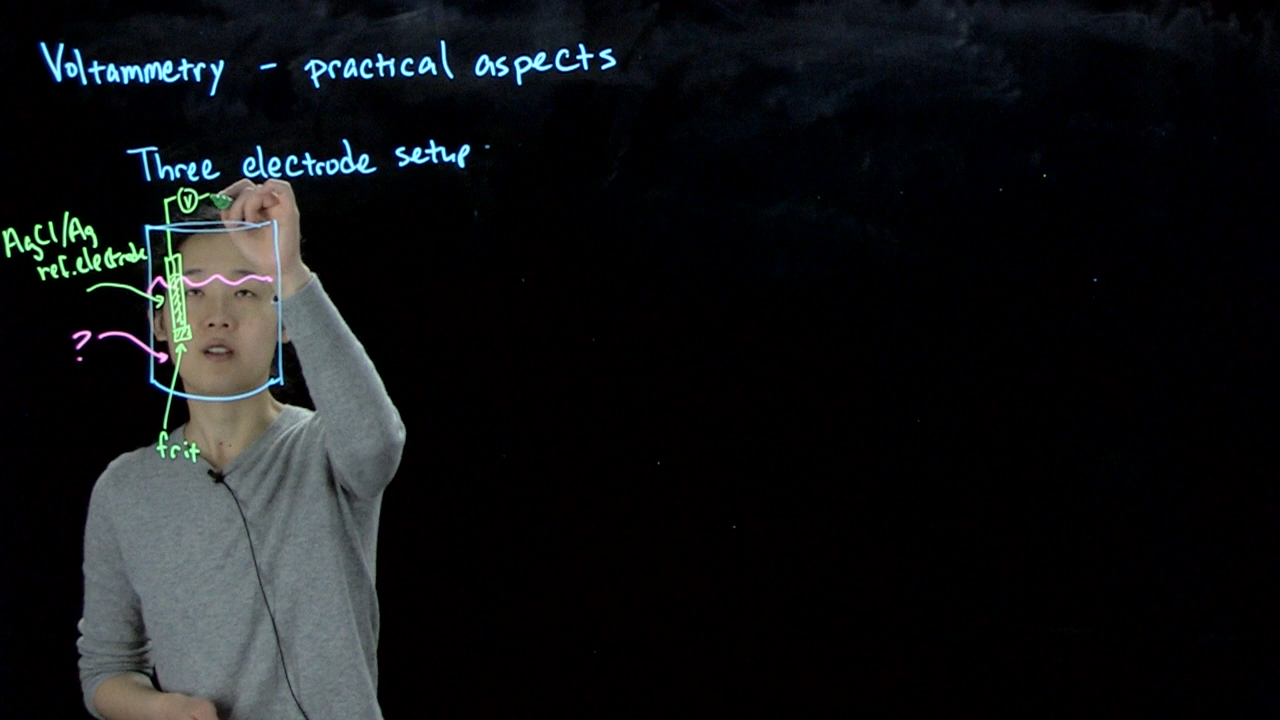 Voltammetry - practical aspects
Three electrode setup
V
AgCl/Ag
ref. electrode
?
frit